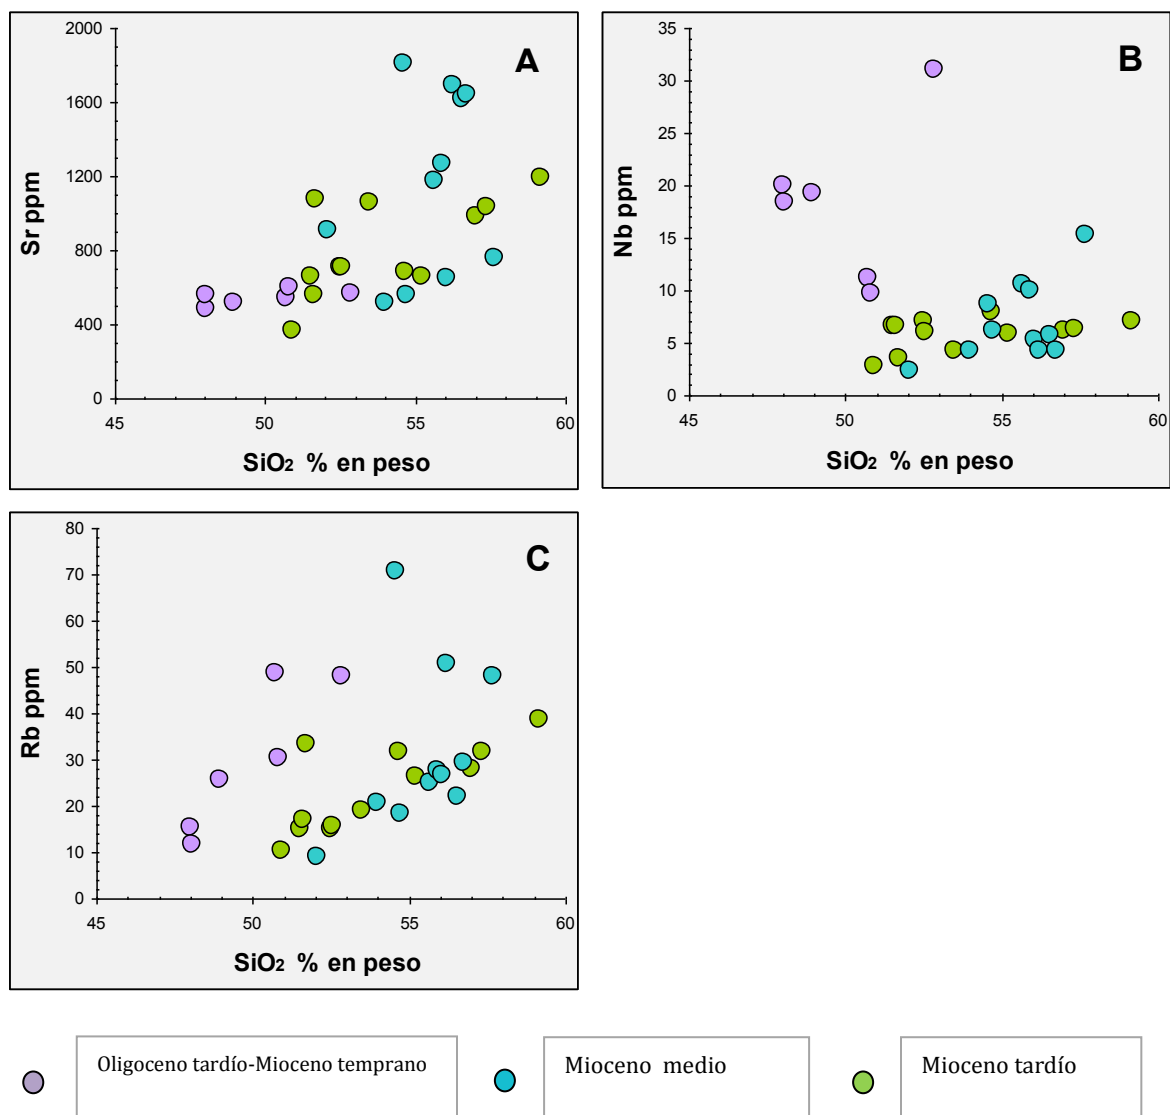 A
2000
1600
1200
800
400
0
Sr ppm
45 50 55 60
SiO2 % en peso
B
35
30
25
20
15
10
5
0
Nb ppm
45 50 55 60
SiO2 % en peso
C
80
70
60
50
40
30
20
10
0
Rb ppm
45 50 55 60
SiO2 % en peso
Oligoceno tardío-Mioceno temprano
Mioceno medio
Mioceno tardío